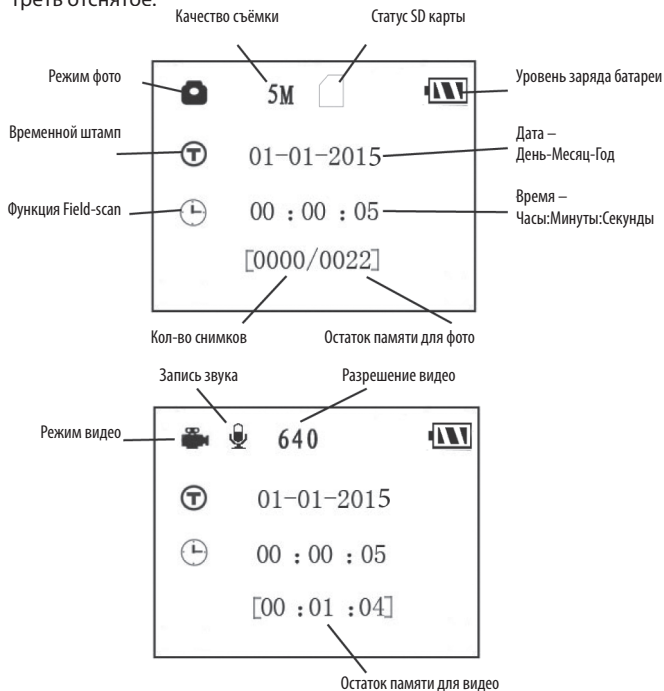 треть отснятое.
Качество съёмки
Статус SD карты
Режим фото
5M
Уровень заряда батареи
Временной штамп
T
01-01-2015
Дата –
День-Месяц-Год
Функция Field-scan
00 : 00 : 05
Время –
Часы:Минуты:Секунды
[0000/0022]
Кол-во снимков
Остаток памяти для фото
Запись звука
Разрешение видео
Режим видео
640
T
01-01-2015
00 : 00 : 05
[00 : 01 : 04]
Остаток памяти для видео